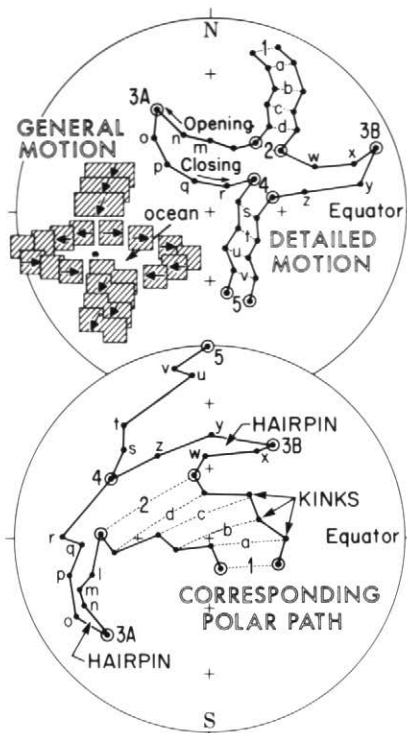 N
1
a
b
c
d
2
3A
Opening
n
m
o
p
Closing
q
r
4
3B
w
x
y
z
s
t
u
v
5
GENERAL
MOTION
ocean
Equator
DETAILED
MOTION
5
v
u
t
s
4
y
HAIRPIN
z
w
x
3B
2
d
c
b
a
1
KINKS
Equator
r
q
p
l
m
n
o
3A
HAIRPIN
CORRESPONDING
POLAR PATH
S